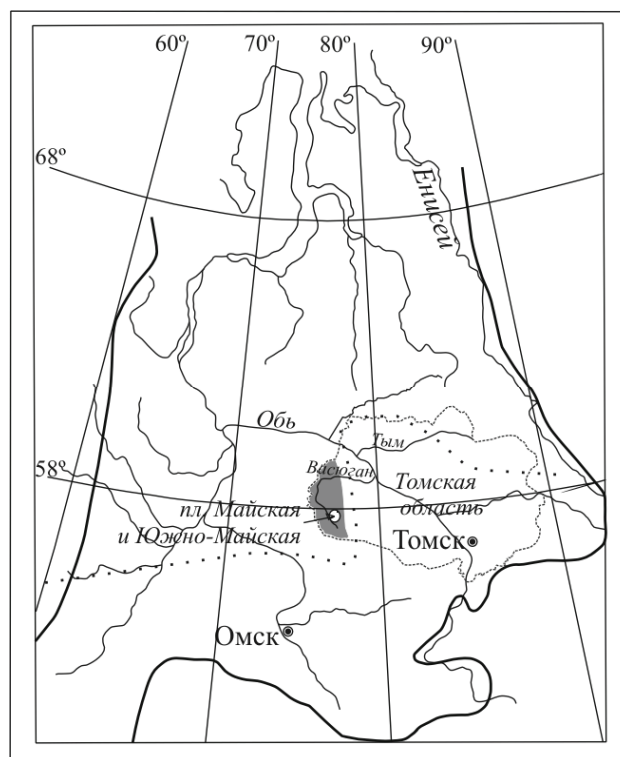 60º
70º
80º
90º
68º
Енисей
Обь
Тым
58º
Васюган
Томская
область
пл. Майская
и Южно-Майская
Томск
Омск